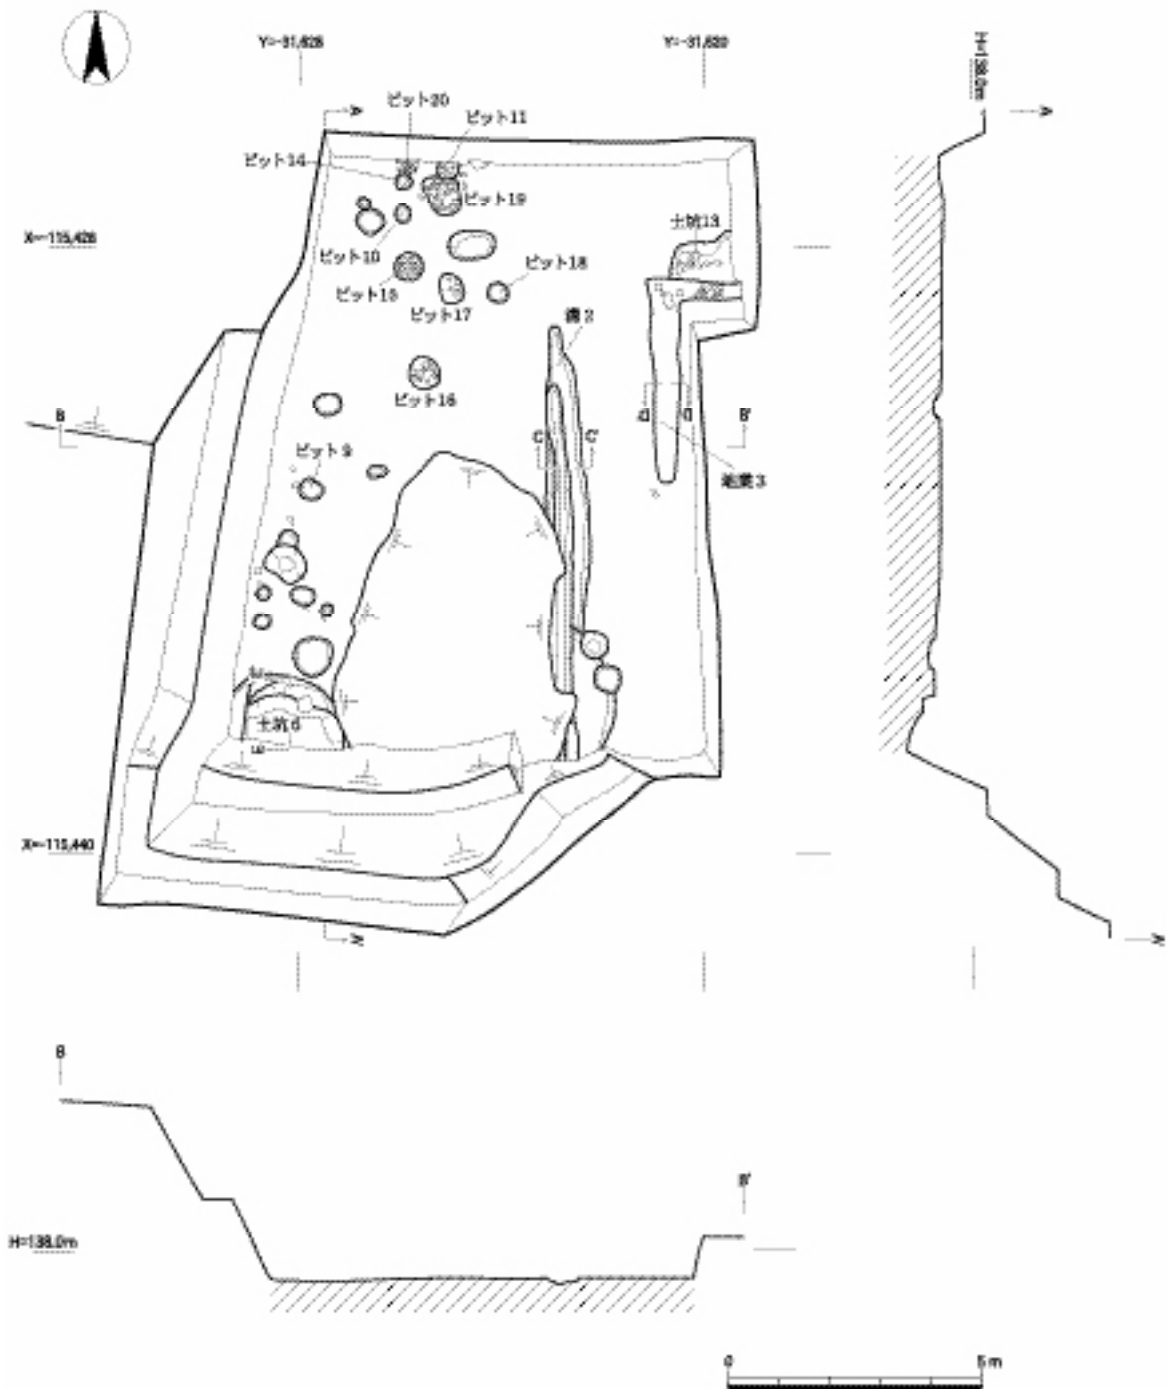 Y=-31,628
Y=-31,620
H=138.0m
A
A
ピット20
ピット11
ピット14
ピット19
土坑13
X=-115,428
ピット10
ピット18
ピット15
ピット17
溝2
ピット16
B
D
D'
B'
C
C'
ピット9
3
E
土坑6
E'
X=-115,440
A'
A'
B
B'
H=138.0m
0
5m